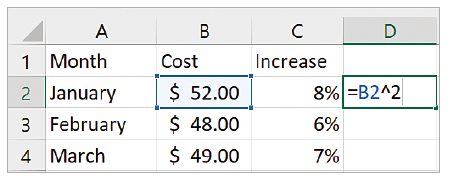 A B C D
1 Month Cost Increase
2 January $ 52.00 8% =B2^2
3 February $ 48.00 6%
4 March $ 49.00 7%